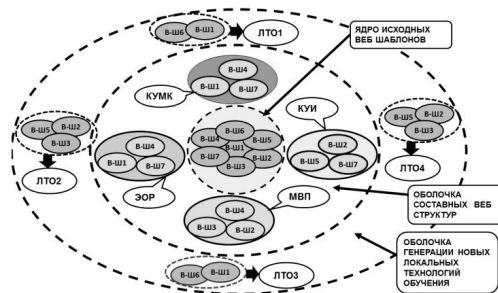 В-Ш6 В-Ш1 ЛТО1
ЯДРО ИСХОДНЫХ
ВЕБ ШАБЛОНОВ
В-Ш4
В-Ш1 В-Ш7
КУМК
КУИ
В-Ш5 В-Ш2
В-Ш3
ЛТО2
В-Ш4
В-Ш1 В-Ш7
ЭОР
В-Ш6
В-Ш4 В-Ш5
В-Ш1
В-Ш7 В-Ш2
В-Ш3
В-Ш2
В-Ш5 В-Ш7
В-Ш5 В-Ш2
В-Ш3
ЛТО4
МВП
В-Ш4
В-Ш3 В-Ш2
ОБОЛОЧКА
СОСТАВНЫХ ВЕБ
СТРУКТУР
ОБОЛОЧКА
ГЕНЕРАЦИИ НОВЫХ
ЛОКАЛЬНЫХ
ТЕХНОЛОГИЙ
ОБУЧЕНИЯ
В-Ш6 В-Ш1 ЛТО3